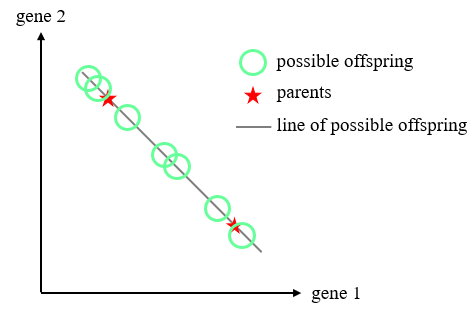 gene 2
possible offspring
parents
line of possible offspring
gene 1